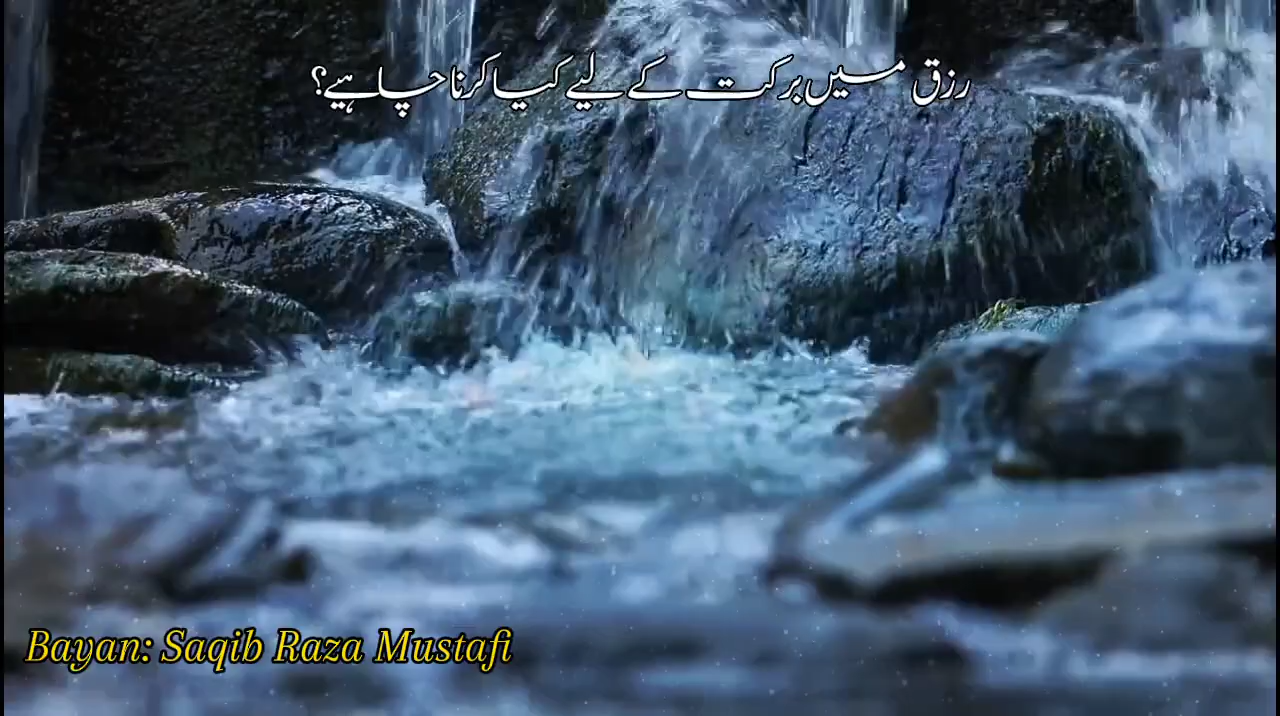 رزق میں برکت کے لیے کیا کرنا چاہیے؟
Bayan: Saqib Raza Mustafi